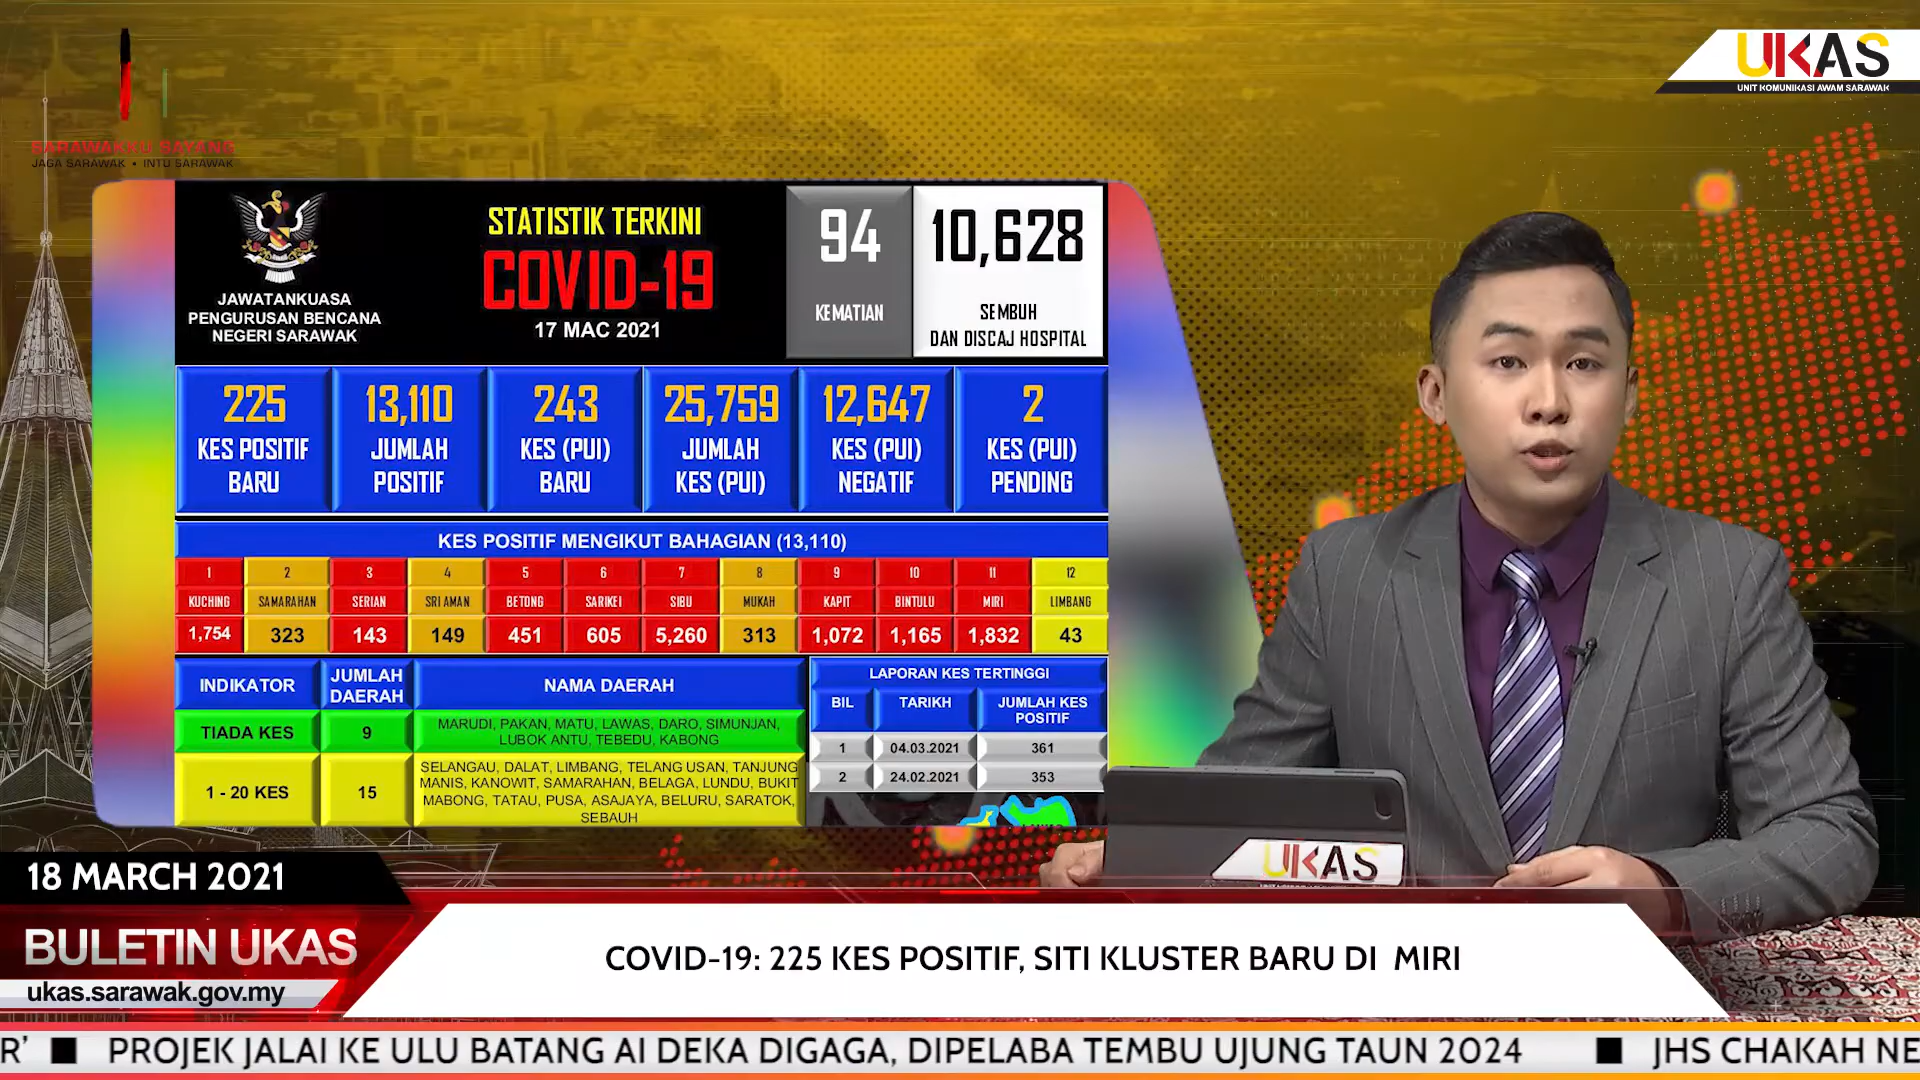 UKAS
UNIT KOMUNIKASI AWAM SARAWAK
SARAWAKKU SAYANG
JAGA SARAWAK • INTU SARAWAK
JAWATANKUASA
PENGURUSAN BENCANA
NEGERI SARAWAK
STATISTIK TERKINI
COVID-19
17 MAC 2021
94
KEMATIAN
10,628
SEMBUH
DAN DISCAJ HOSPITAL
225
KES POSITIF
BARU
13,110
JUMLAH
POSITIF
243
KES (PUI)
BARU
25,759
JUMLAH
KES (PUI)
12,647
KES (PUI)
NEGATIF
2
KES (PUI)
PENDING
KES POSITIF MENGIKUT BAHAGIAN (13,110)
1 2 3 4 5 6 7 8 9 10 11 12
KUCHING SAMARAHAN SERIAN SRI AMAN BETONG SARIKEI SIBU MUKAH KAPIT BINTULU MIRI LIMBANG
1,754 323 143 149 451 605 5,260 313 1,072 1,165 1,832 43
INDIKATOR
JUMLAH
DAERAH
NAMA DAERAH
TIADA KES
9
MARUDI, PAKAN, MATU, LAWAS, DARO, SIMUNJAN,
LUBOK ANTU, TEBEDU, KABONG
1 - 20 KES
15
SELANGAU, DALAT, LIMBANG, TELANG USAN, TANJUNG
MANIS, KANOWIT, SAMARAHAN, BELAGA, LUNDU, BUKIT
MABONG, TATAU, PUSA, ASAJAYA, BELURU, SARATOK,
SEBAUH
LAPORAN KES TERTINGGI
BIL TARIKH JUMLAH KES
POSITIF
1 04.03.2021 361
2 24.02.2021 353
UKAS
18 MARCH 2021
BULETIN UKAS
ukas.sarawak.gov.my
COVID-19: 225 KES POSITIF, SITI KLUSTER BARU DI MIRI
R' ■ PROJEK JALAI KE ULU BATANG AI DEKA DIGAGA, DIPELABA TEMBU UJUNG TAUN 2024 ■ JHS CHAKAH NE